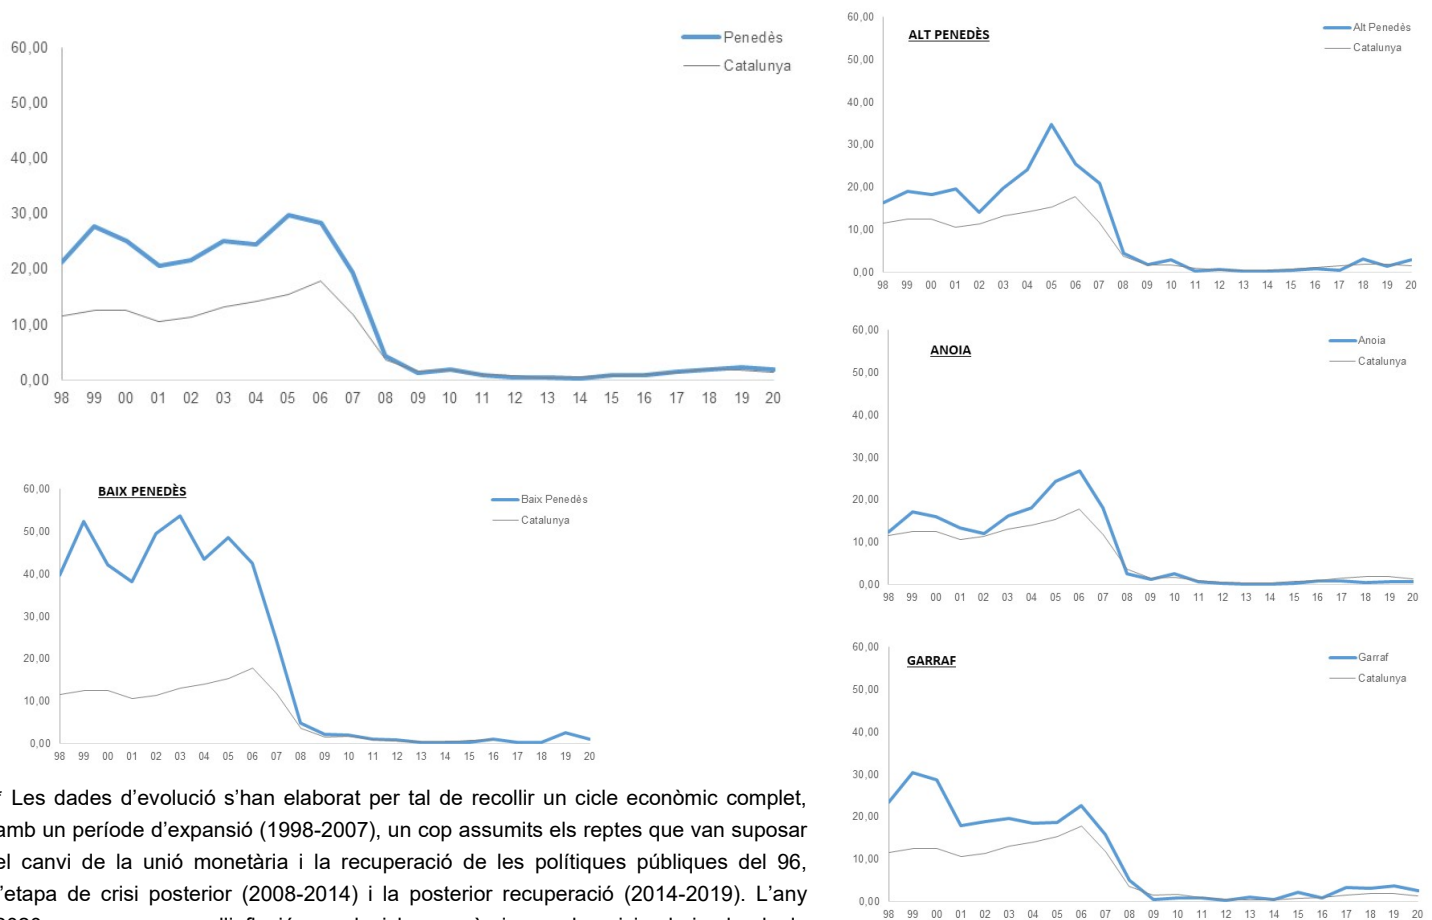 Penedès
Catalunya
60,00
50,00
40,00
30,00
20,00
10,00
0,00
98 99 00 01 02 03 04 05 06 07 08 09 10 11 12 13 14 15 16 17 18 19 20
BAIX PENEDÈS
Baix Penedès
Catalunya
60,00
50,00
40,00
30,00
20,00
10,00
0,00
98 99 00 01 02 03 04 05 06 07 08 09 10 11 12 13 14 15 16 17 18 19 20
* Les dades d’evolució s’han elaborat per tal de recollir un cicle econòmic complet,
amb un període d’expansió (1998-2007), un cop assumits els reptes que van suposar
el canvi de la unió monetària i la recuperació de les polítiques públiques del 96,
l’etapa de crisi posterior (2008-2014) i la posterior recuperació (2014-2019). L’any
ALT PENEDÈS
Alt Penedès
Catalunya
60,00
50,00
40,00
30,00
20,00
10,00
0,00
98 99 00 01 02 03 04 05 06 07 08 09 10 11 12 13 14 15 16 17 18 19 20
ANOIA
Anoia
Catalunya
60,00
50,00
40,00
30,00
20,00
10,00
0,00
98 99 00 01 02 03 04 05 06 07 08 09 10 11 12 13 14 15 16 17 18 19 20
GARRAF
Garraf
Catalunya
60,00
50,00
40,00
30,00
20,00
10,00
0,00
98 99 00 01 02 03 04 05 06 07 08 09 10 11 12 13 14 15 16 17 18 19 20